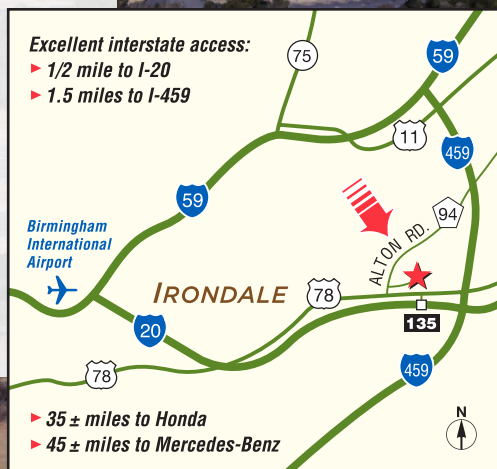 Excellent interstate access:
1/2 mile to I-20
1.5 miles to I-459
75
59
11
459
59
94
ALTON RD.
Birmingham
International
Airport
IRONDALE
78
20
135
78
459
35 ± miles to Honda
45 ± miles to Mercedes-Benz
N